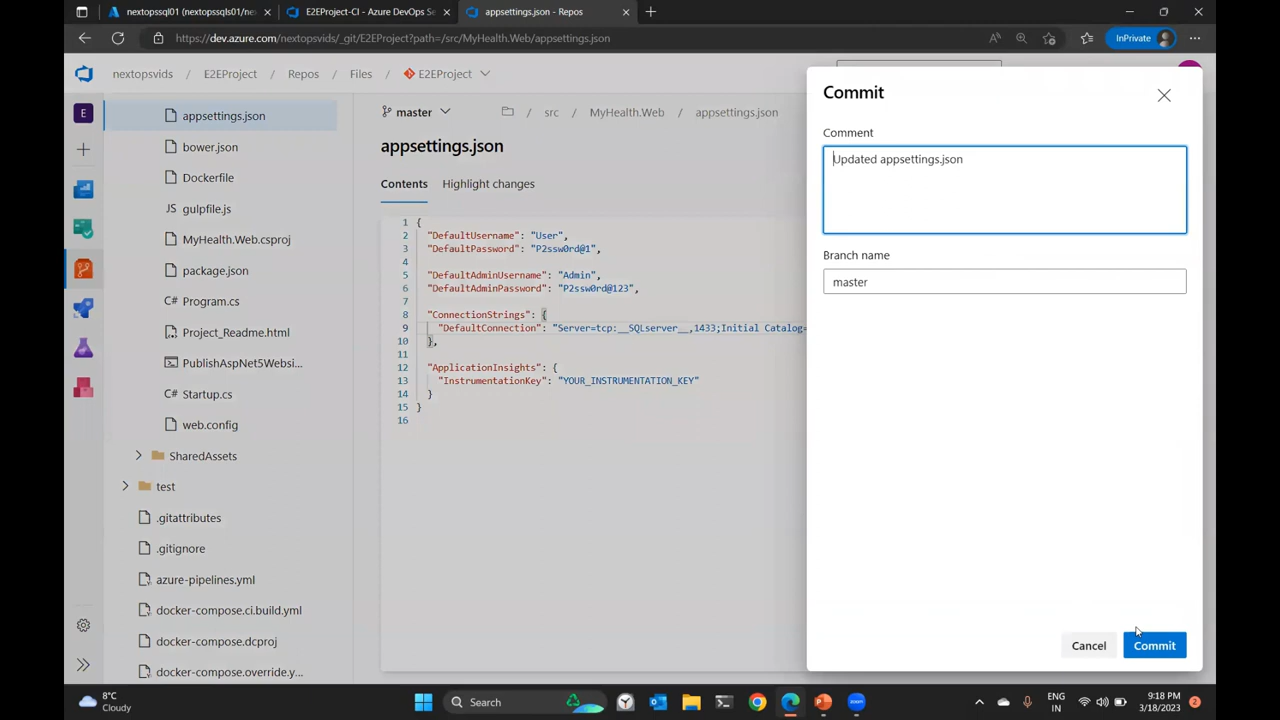 nextopssql01 (nextopssqls01/ne
E2EProject-CI - Azure DevOps Se
appsettings.json - Repos
https://dev.azure.com/nextopsvids/_git/E2EProject?path=/src/MyHealth.Web/appsettings.json
InPrivate
nextopsvids / E2EProject / Repos / Files / E2EProject
E
appsettings.json
bower.json
Dockerfile
JS gulpfile.js
MyHealth.Web.csproj
package.json
Program.cs
Project_Readme.html
PublishAspNet5Websi...
Startup.cs
web.config
SharedAssets
test
.gitattributes
.gitignore
azure-pipelines.yml
docker-compose.ci.build.yml
docker-compose.dcproj
docker-compose.override.y...
master / src / MyHealth.Web / appsettings.json
appsettings.json
Contents Highlight changes
1 {
2 "DefaultUsername": "User",
3 "DefaultPassword": "P2ssw0rd@1",
4
5 "DefaultAdminUsername": "Admin",
6 "DefaultAdminPassword": "P2ssw0rd@123",
7
8 "ConnectionStrings": {
9 "DefaultConnection": "Server=tcp:__SQLserver__,1433;Initial Catalog=
10 },
11
12 "ApplicationInsights": {
13 "InstrumentationKey": "YOUR_INSTRUMENTATION_KEY"
14 }
15 }
16
Commit
Comment
Updated appsettings.json
Branch name
master
Cancel
Commit
8°C
Cloudy
Search
ENG
IN
9:18 PM
3/18/2023
2